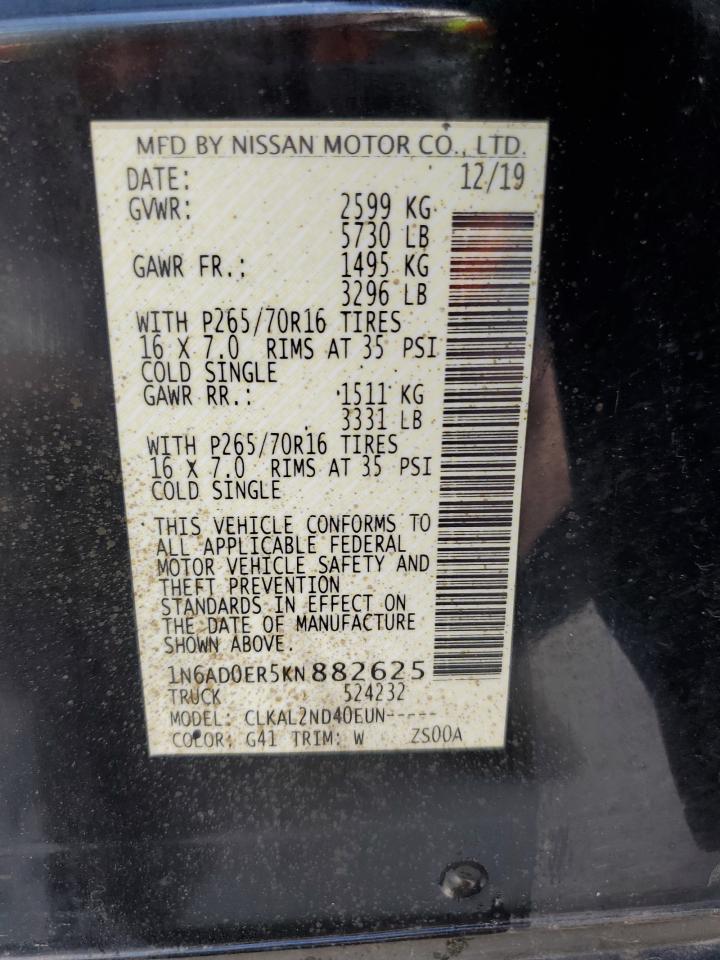 MFD BY NISSAN MOTOR CO., LTD.
DATE: 12/19
GVWR: 2599 KG
5730 LB
GAWR FR.: 1495 KG
3296 LB
WITH P265/70R16 TIRES
16 X 7.0 RIMS AT 35 PSI
COLD SINGLE
GAWR RR.: 1511 KG
3331 LB
WITH P265/70R16 TIRES
16 X 7.0 RIMS AT 35 PSI
COLD SINGLE
THIS VEHICLE CONFORMS TO
ALL APPLICABLE FEDERAL
MOTOR VEHICLE SAFETY AND
THEFT PREVENTION
STANDARDS IN EFFECT ON
THE DATE OF MANUFACTURE
SHOWN ABOVE.
1N6AD0ER5KN882625
TRUCK 524232
MODEL: CLKAL2ND40EUN-----
COLOR: G41 TRIM: W ZS00A